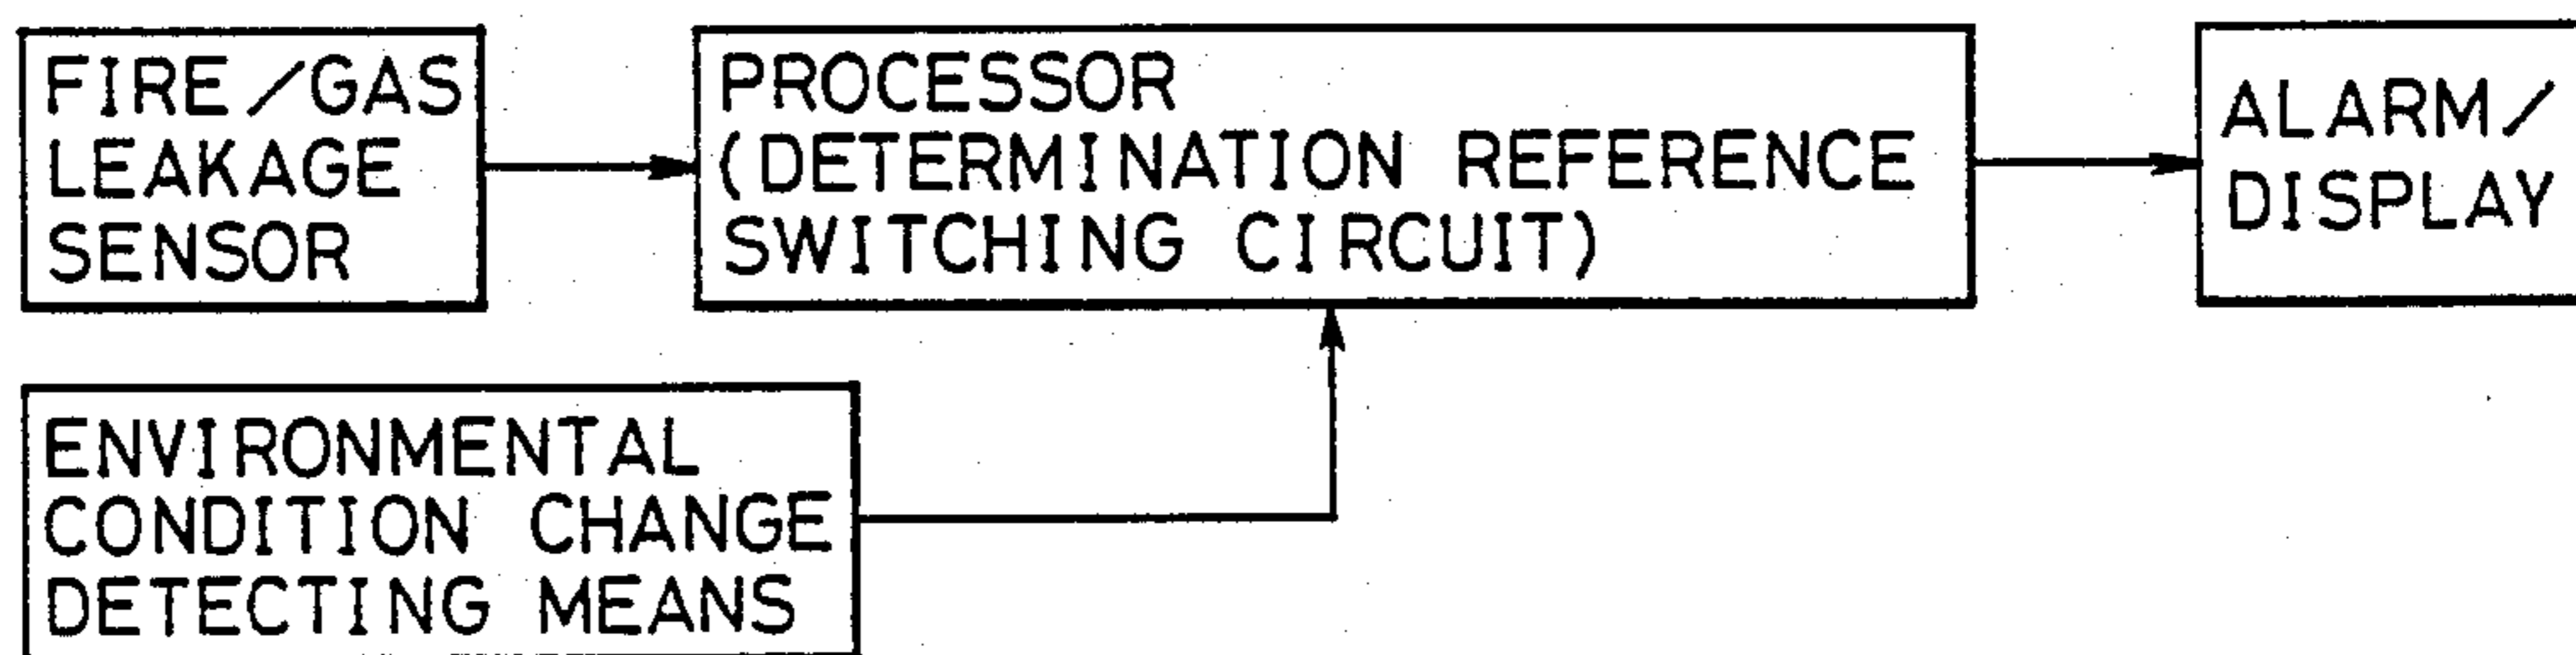 FIRE/GAS
LEAKAGE
SENSOR
PROCESSOR
(DETERMINATION REFERENCE
SWITCHING CIRCUIT)
ALARM/
DISPLAY
ENVIRONMENTAL
CONDITION CHANGE
DETECTING MEANS